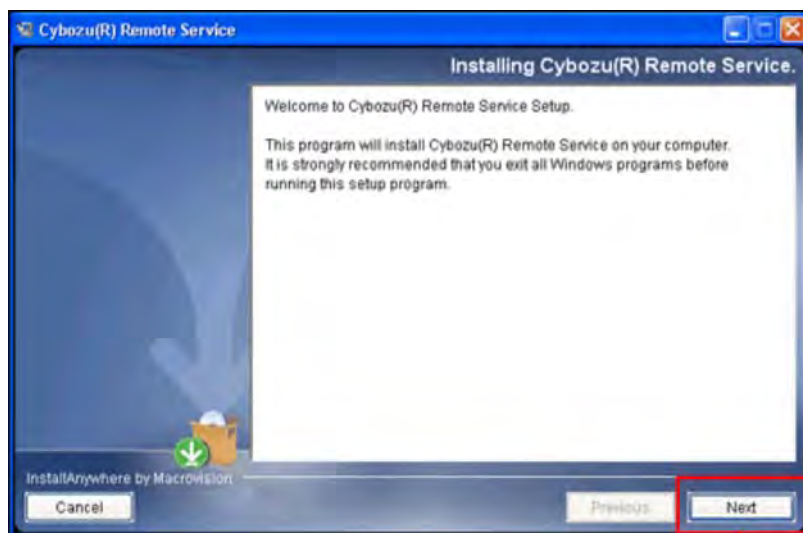 Cybozu(R) Remote Service
Installing Cybozu(R) Remote Service.
Welcome to Cybozu(R) Remote Service Setup.
This program will install Cybozu(R) Remote Service on your computer.
It is strongly recommended that you exit all Windows programs before
running this setup program.
InstallAnywhere by Macrovision
Cancel
Previous
Next